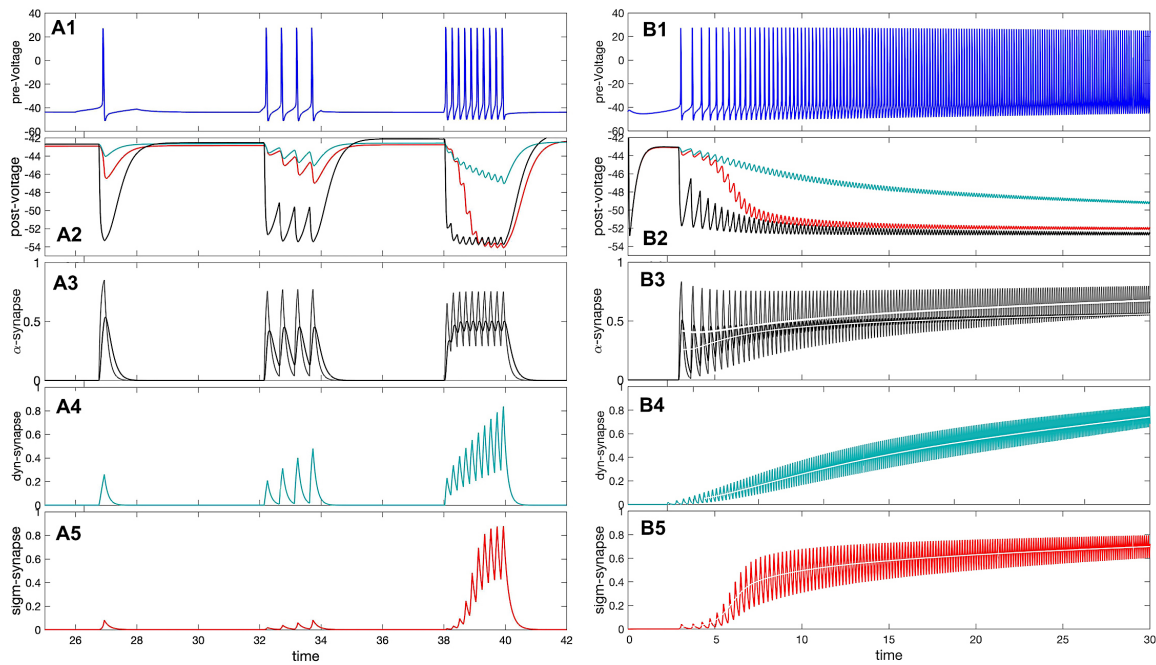 A1
pre-Voltage
40
20
0
-20
-40
-60
A2
post-voltage
-42
-44
-46
-48
-50
-52
-54
A3
α-synapse
1
0.5
0
A4
dyn-synapse
1
0.8
0.6
0.4
0.2
0
A5
sigm-synapse
1
0.8
0.6
0.4
0.2
0
26 28 30 32 34 36 38 40 42
time
B1
pre-Voltage
40
20
0
-20
-40
-60
B2
post-voltage
-42
-44
-46
-48
-50
-52
-54
B3
α-synapse
1
0.5
0
B4
dyn-synapse
1
0.8
0.6
0.4
0.2
0
B5
sigm-synapse
1
0.8
0.6
0.4
0.2
0
0 5 10 15 20 25 30
time